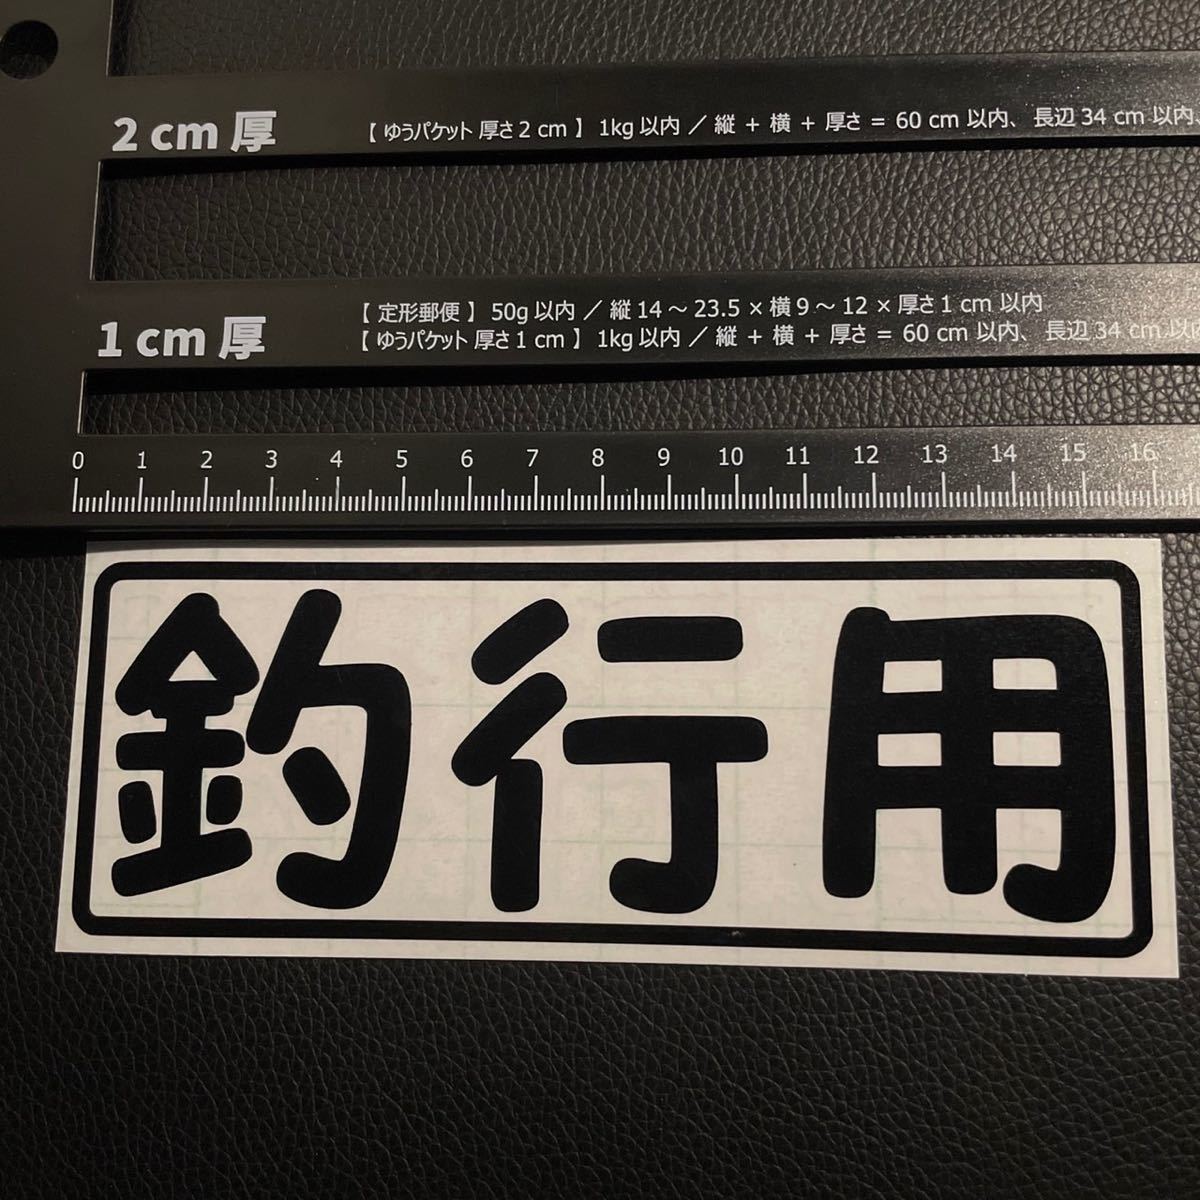 2 cm 厚
【 ゆうパケット 厚さ 2 cm 】 1kg 以内 ／ 縦 ＋ 横 ＋ 厚さ ＝ 60 cm 以内、 長辺 34 cm 以内、
1 cm 厚
【 定形郵便 】 50g 以内 ／ 縦 14 ～ 23.5 × 横 9 ～ 12 × 厚さ 1 cm 以内
【 ゆうパケット 厚さ 1 cm 】 1kg 以内 ／ 縦 ＋ 横 ＋ 厚さ ＝ 60 cm 以内、 長辺 34 cm 以内
0 1 2 3 4 5 6 7 8 9 10 11 12 13 14 15 16
釣行用